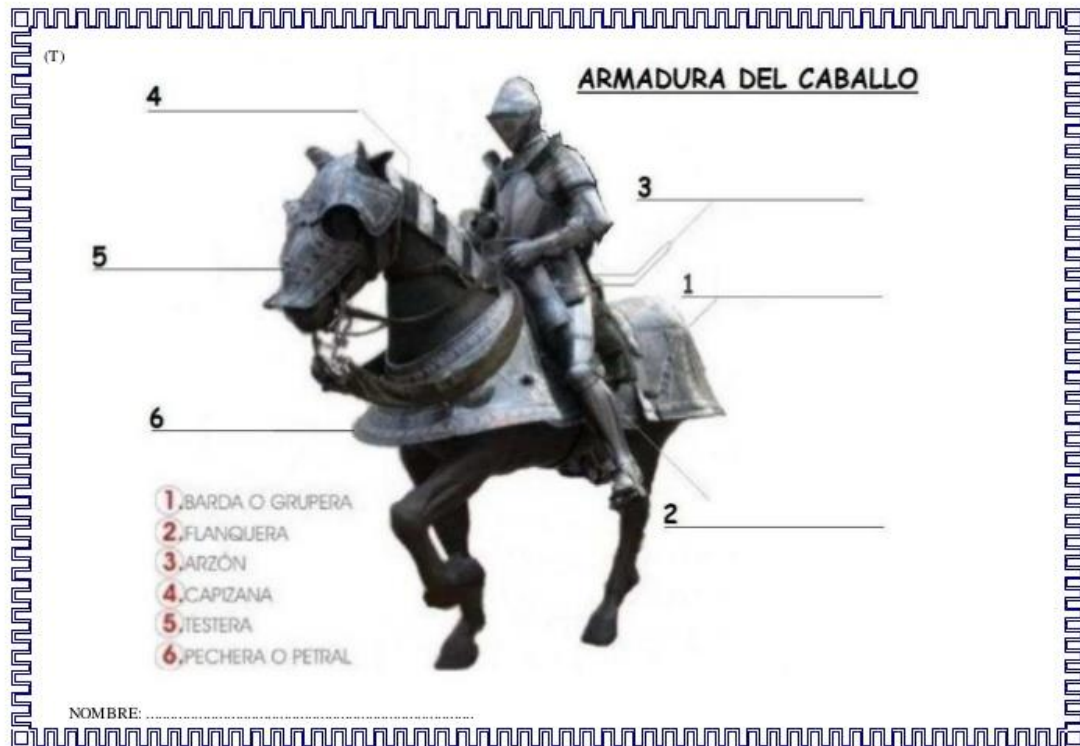 (T)
ARMADURA DEL CABALLO
4
3
5
1
6
2
1.BARDA O GRUPERA
2.FLANQUERA
3.ARZÓN
4.CAPIZANA
5.TESTERA
6.PECHERA O PETRAL
NOMBRE: ........................................................................